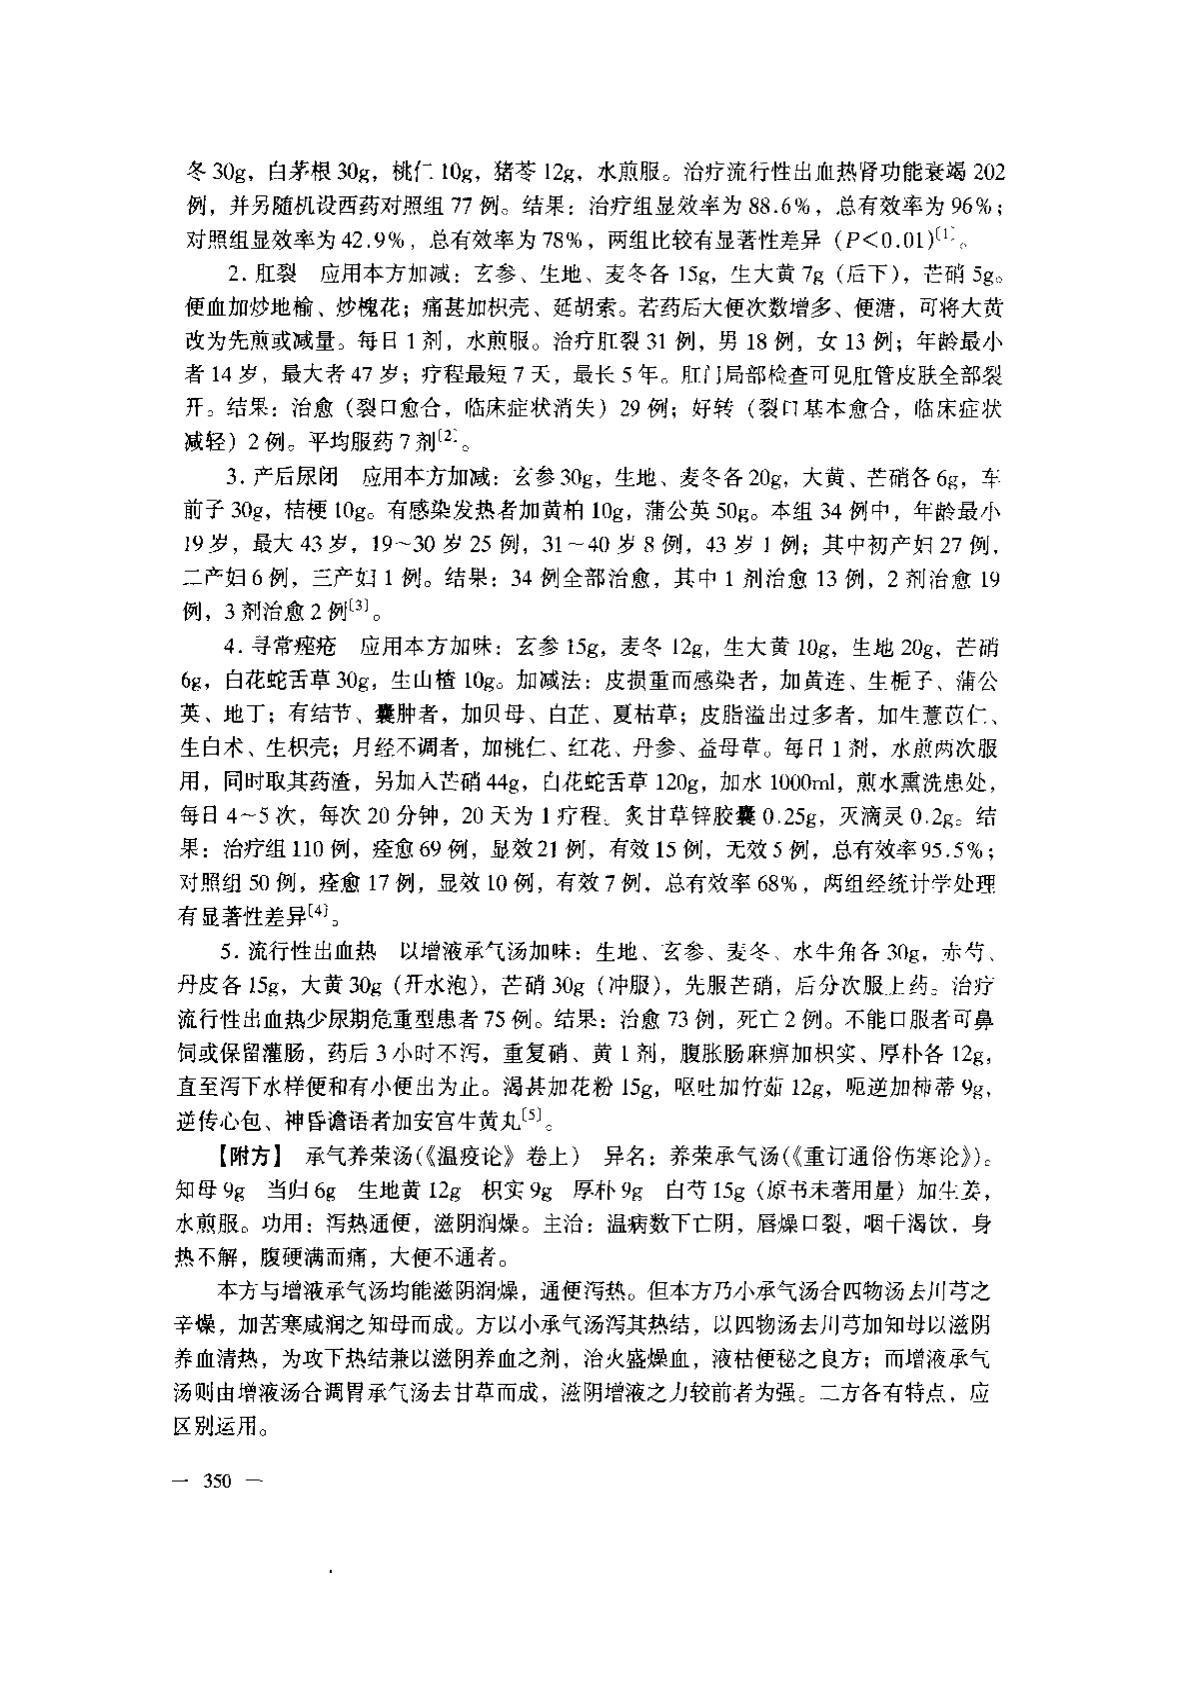 冬 30g，白茅根 30g，桃仁 10g，猪苓 12g，水煎服。治疗流行性出血热肾功能衰竭 202
例，并另随机设西药对照组 77 例。结果：治疗组显效率为 88.6%，总有效率为 96%；
对照组显效率为 42.9%，总有效率为 78%，两组比较有显著性差异（P<0.01）〔1〕。
2. 肛裂　应用本方加减：玄参、生地、麦冬各 15g，生大黄 7g（后下），芒硝 5g。
便血加炒地榆、炒槐花；痛甚加枳壳、延胡索。若药后大便次数增多、便溏，可将大黄
改为先煎或减量。每日 1 剂，水煎服。治疗肛裂 31 例，男 18 例，女 13 例；年龄最小
者 14 岁，最大者 47 岁；疗程最短 7 天，最长 5 年。肛门局部检查可见肛管皮肤全部裂
开。结果：治愈（裂口愈合，临床症状消失）29 例；好转（裂口基本愈合，临床症状
减轻）2 例。平均服药 7 剂〔2〕。
3. 产后尿闭　应用本方加减：玄参 30g，生地、麦冬各 20g，大黄、芒硝各 6g，车
前子 30g，桔梗 10g。有感染发热者加黄柏 10g，蒲公英 50g。本组 34 例中，年龄最小
19 岁，最大 43 岁，19～30 岁 25 例，31～40 岁 8 例，43 岁 1 例；其中初产妇 27 例，
二产妇 6 例，三产妇 1 例。结果：34 例全部治愈，其中 1 剂治愈 13 例，2 剂治愈 19
例，3 剂治愈 2 例〔3〕。
4. 寻常痤疮　应用本方加味：玄参 15g，麦冬 12g，生大黄 10g，生地 20g，芒硝
6g，白花蛇舌草 30g，生山楂 10g。加减法：皮损重而感染者，加黄连、生栀子、蒲公
英、地丁；有结节、囊肿者，加贝母、白芷、夏枯草；皮脂溢出过多者，加生薏苡仁、
生白术、生枳壳；月经不调者，加桃仁、红花、丹参、益母草。每日 1 剂，水煎两次服
用，同时取其药渣，另加入芒硝 44g，白花蛇舌草 120g，加水 1000ml，煎水熏洗患处，
每日 4～5 次，每次 20 分钟，20 天为 1 疗程。炙甘草锌胶囊 0.25g，灭滴灵 0.2g。结
果：治疗组 110 例，痊愈 69 例，显效 21 例，有效 15 例，无效 5 例，总有效率 95.5%；
对照组 50 例，痊愈 17 例，显效 10 例，有效 7 例，总有效率 68%，两组经统计学处理
有显著性差异〔4〕。
5. 流行性出血热　以增液承气汤加味：生地、玄参、麦冬、水牛角各 30g，赤芍、
丹皮各 15g，大黄 30g（开水泡），芒硝 30g（冲服），先服芒硝，后分次服上药。治疗
流行性出血热少尿期危重型患者 75 例。结果：治愈 73 例，死亡 2 例。不能口服者可鼻
饲或保留灌肠，药后 3 小时不泻，重复硝、黄 1 剂，腹胀肠麻痹加枳实、厚朴各 12g，
直至泻下水样便和有小便出为止。渴甚加花粉 15g，呕吐加竹茹 12g，呃逆加柿蒂 9g，
逆传心包、神昏谵语者加安宫牛黄丸〔5〕。
【附方】　承气养荣汤（《温疫论》卷上）　异名：养荣承气汤（《重订通俗伤寒论》）。
知母 9g　当归 6g　生地黄 12g　枳实 9g　厚朴 9g　白芍 15g（原书未著用量）加生姜，
水煎服。功用：泻热通便，滋阴润燥。主治：温病数下亡阴，唇燥口裂，咽干渴饮，身
热不解，腹硬满而痛，大便不通者。
本方与增液承气汤均能滋阴润燥，通便泻热。但本方乃小承气汤合四物汤去川芎之
辛燥，加苦寒咸润之知母而成。方以小承气汤泻其热结，以四物汤去川芎加知母以滋阴
养血清热，为攻下热结兼以滋阴养血之剂，治火盛燥血，液枯便秘之良方；而增液承气
汤则由增液汤合调胃承气汤去甘草而成，滋阴增液之力较前者为强。二方各有特点，应
区别运用。
— 350 —